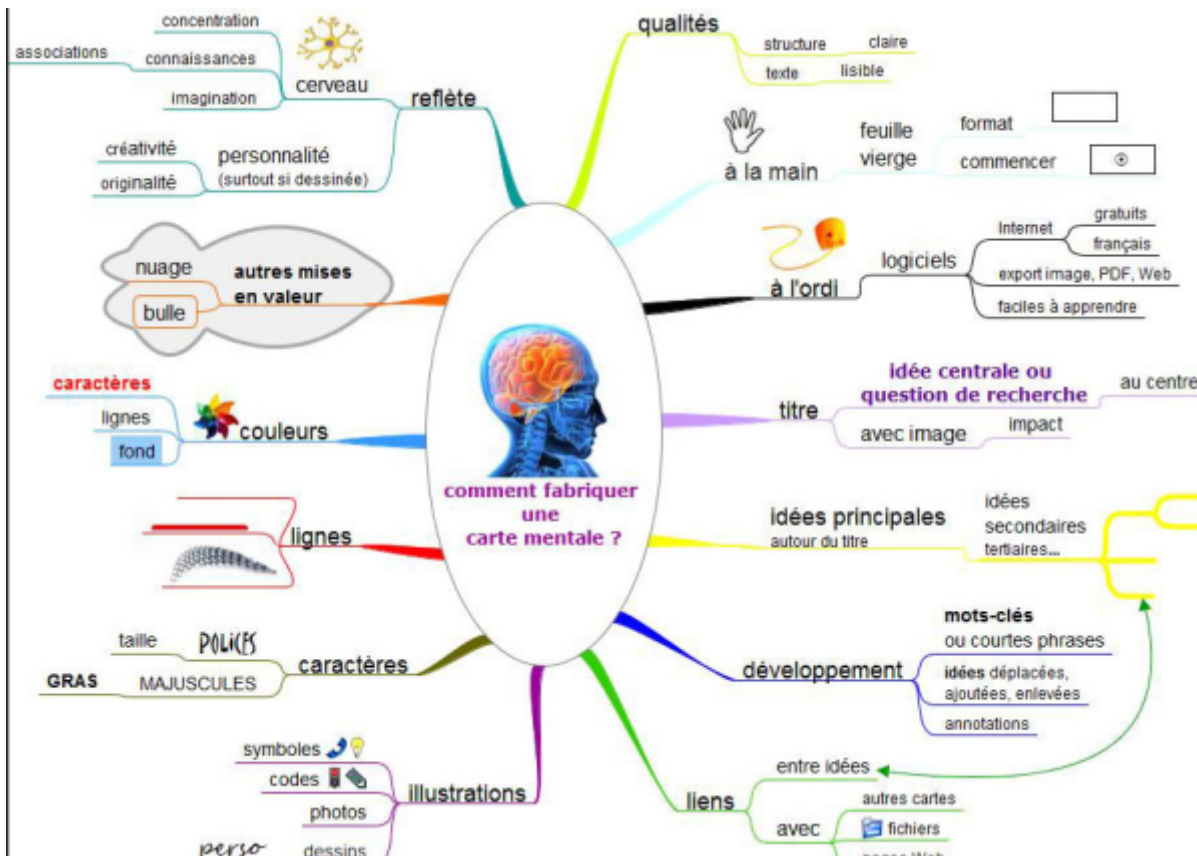 comment fabriquer
une
carte mentale ?
qualités
structure
claire
texte
lisible
à la main
feuille
vierge
format
commencer
à l'ordi
logiciels
Internet
gratuits
français
export image, PDF, Web
faciles à apprendre
titre
idée centrale ou
question de recherche
au centre
avec image
impact
idées principales
autour du titre
idées
secondaires
tertiaires...
développement
mots-clés
ou courtes phrases
idées déplacées,
ajoutées, enlevées
annotations
liens
entre idées
avec
autres cartes
fichiers
pages Web
illustrations
symboles
codes
photos
dessins
perso
caractères
POLICES
taille
MAJUSCULES
GRAS
lignes
couleurs
caractères
lignes
fond
autres mises
en valeur
nuage
bulle
reflète
cerveau
concentration
connaissances
associations
imagination
personnalité
(surtout si dessinée)
créativité
originalité